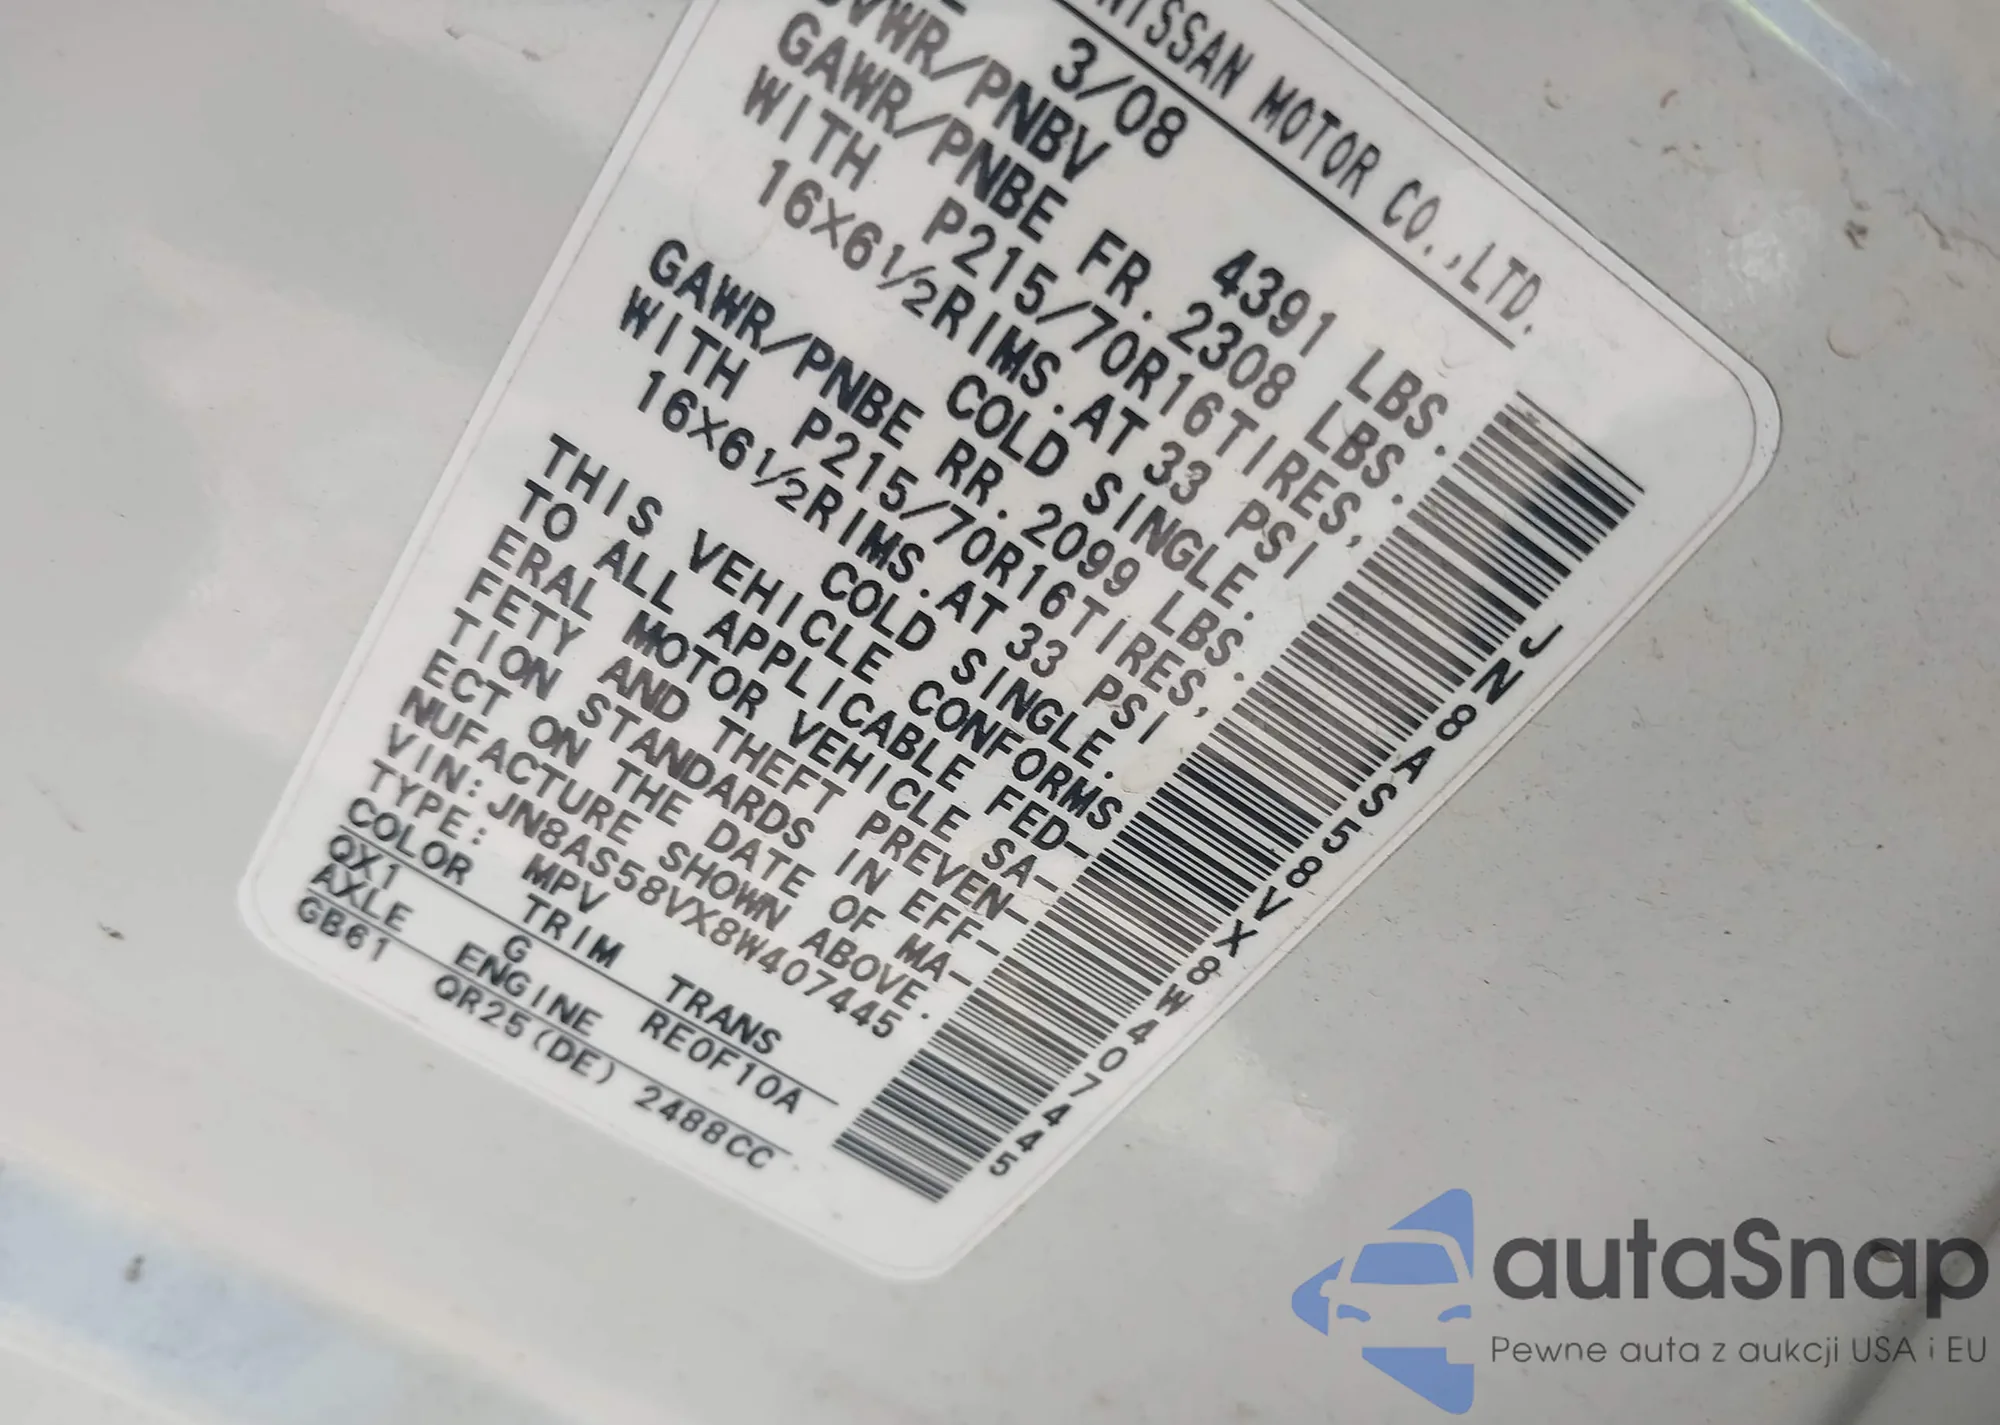 NISSAN MOTOR CO.,LTD.
3/08
GVWR/PNBV 4391 LBS.
GAWR/PNBE FR. 2308 LBS.
WITH P215/70R16TIRES,
16X6½RIMS.AT 33 PSI
COLD SINGLE.
GAWR/PNBE RR. 2099 LBS.
WITH P215/70R16TIRES,
16X6½RIMS.AT 33 PSI
COLD SINGLE.
THIS VEHICLE CONFORMS
TO ALL APPLICABLE FED-
ERAL MOTOR VEHICLE SA-
FETY AND THEFT PREVEN-
TION STANDARDS IN EFF-
ECT ON THE DATE OF MA-
NUFACTURE SHOWN ABOVE.
VIN:JN8AS58VX8W407445
TYPE: MPV
COLOR TRIM TRANS
QX1 G RE0F10A
AXLE ENGINE
GB61 QR25(DE) 2488CC
JN8AS58VX8W407445
autaSnap
Pewne auta z aukcji USA i EU